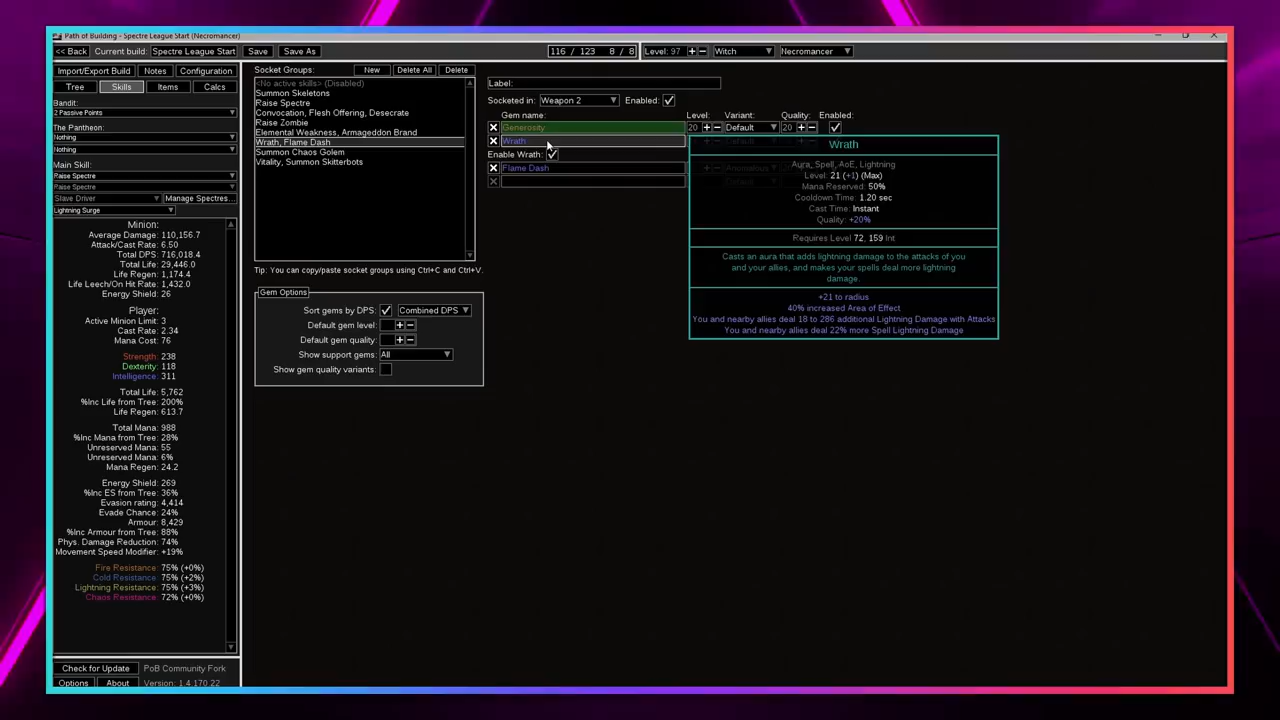 Path of Building - Spectre League Start (Necromancer)
<< Back Current build: Spectre League Start Save Save As 116 / 123 8 / 8 Level: 97 + - Witch Necromancer
Import/Export Build Notes Configuration
Tree Skills Items Calcs
Bandit:
2 Passive Points
The Pantheon:
Nothing
Nothing
Main Skill:
Raise Spectre
Raise Spectre
Slave Driver Manage Spectres...
Lightning Surge
Minion:
Average Damage: 110,156.7
Attack/Cast Rate: 6.50
Total DPS: 716,018.4
Total Life: 29,446.0
Life Regen: 1,174.4
Life Leech/On Hit Rate: 1,432.0
Energy Shield: 26
Player:
Active Minion Limit: 3
Cast Rate: 2.34
Mana Cost: 76
Strength: 238
Dexterity: 118
Intelligence: 311
Total Life: 5,762
%Inc Life from Tree: 200%
Life Regen: 613.7
Total Mana: 988
%Inc Mana from Tree: 28%
Unreserved Mana: 55
Unreserved Mana: 6%
Mana Regen: 24.2
Energy Shield: 269
%Inc ES from Tree: 36%
Evasion rating: 4,414
Evade Chance: 24%
Armour: 8,429
%Inc Armour from Tree: 88%
Phys. Damage Reduction: 74%
Movement Speed Modifier: +19%
Fire Resistance: 75% (+0%)
Cold Resistance: 75% (+2%)
Lightning Resistance: 75% (+3%)
Chaos Resistance: 72% (+0%)
Check for Update PoB Community Fork
Options About Version: 1.4.170.22
Socket Groups: New Delete All Delete
<No active skills> (Disabled)
Summon Skeletons
Raise Spectre
Convocation, Flesh Offering, Desecrate
Raise Zombie
Elemental Weakness, Armageddon Brand
Wrath, Flame Dash
Summon Chaos Golem
Vitality, Summon Skitterbots
Tip: You can copy/paste socket groups using Ctrl+C and Ctrl+V.
Gem Options
Sort gems by DPS: Combined DPS
Default gem level: + -
Default gem quality: + -
Show support gems: All
Show gem quality variants:
Label:
Socketed in: Weapon 2 Enabled:
Gem name: Level: Variant: Quality: Enabled:
Generosity 20 + - Default 20 + -
Wrath
Enable Wrath:
Flame Dash
Wrath
Aura, Spell, AoE, Lightning
Level: 21 (+1) (Max)
Mana Reserved: 50%
Cooldown Time: 1.20 sec
Cast Time: Instant
Quality: +20%
Requires Level 72, 159 Int
Casts an aura that adds lightning damage to the attacks of you
and your allies, and makes your spells deal more lightning
damage.
+21 to radius
40% increased Area of Effect
You and nearby allies deal 18 to 286 additional Lightning Damage with Attacks
You and nearby allies deal 22% more Spell Lightning Damage